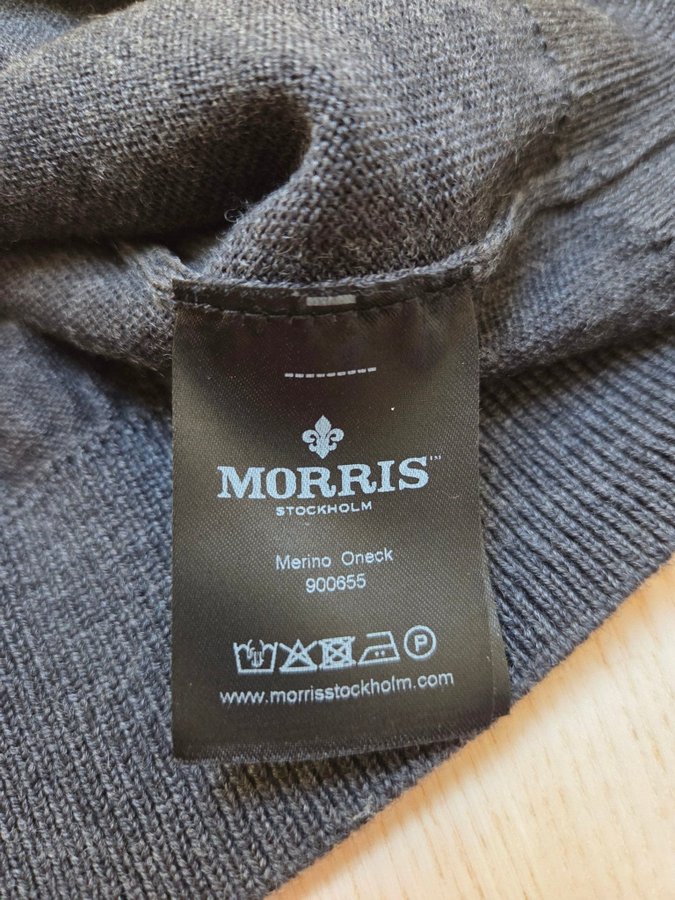 MORRIS™
STOCKHOLM
Merino Oneck
900655
P
www.morrisstockholm.com